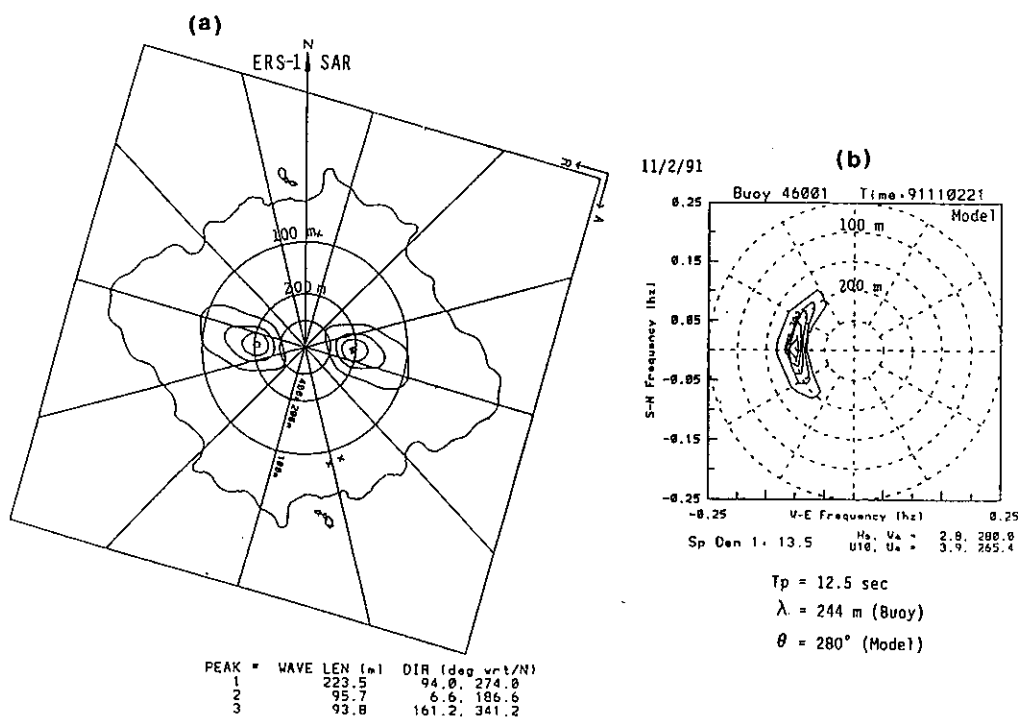 (a)
N
ERS-1 SAR
R
A
100 m
200 m
200m
100m
PEAK # WAVE LEN (m) DIR (deg wrt/N)
1 223.5 94.0, 274.0
2 95.7 6.6, 186.6
3 93.8 161.2, 341.2
11/2/91
(b)
Buoy 46001 Time:
Model
0.25
0.15
0.05
-0.05
-0.15
-0.25
S-N Frequency (hz)
100 m
200 m
-0.25 W-E Frequency (hz) 0.25
Sp Den 1: 13.5
Hs, = 2.8, 280.0
U10, = 3.9, 265.4
Tp = 12.5 sec
λ = 244 m (Buoy)
θ = 280° (Model)